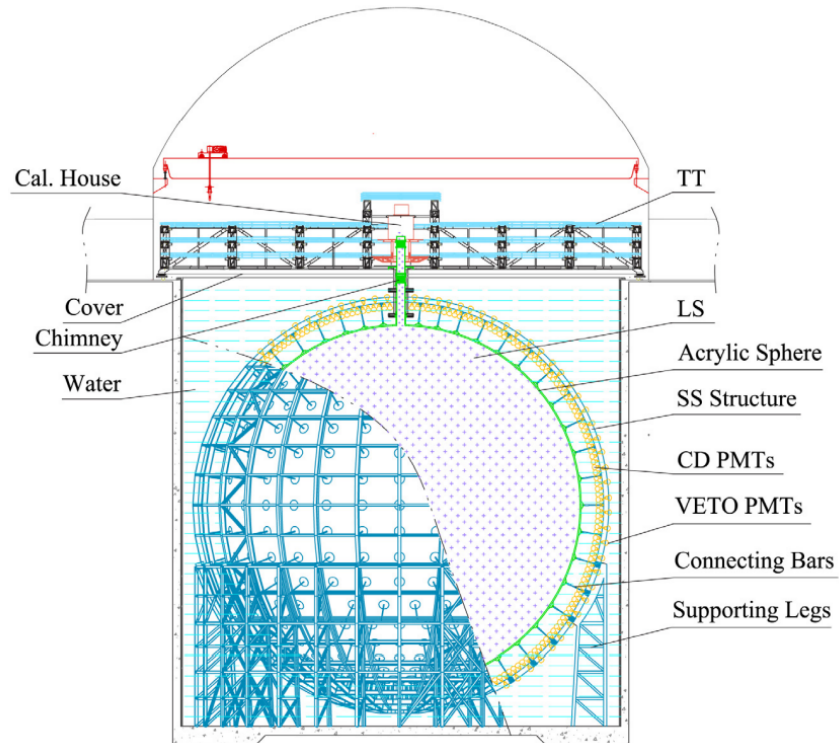 Cal. House
TT
Cover
Chimney
Water
LS
Acrylic Sphere
SS Structure
CD PMTs
VETO PMTs
Connecting Bars
Supporting Legs